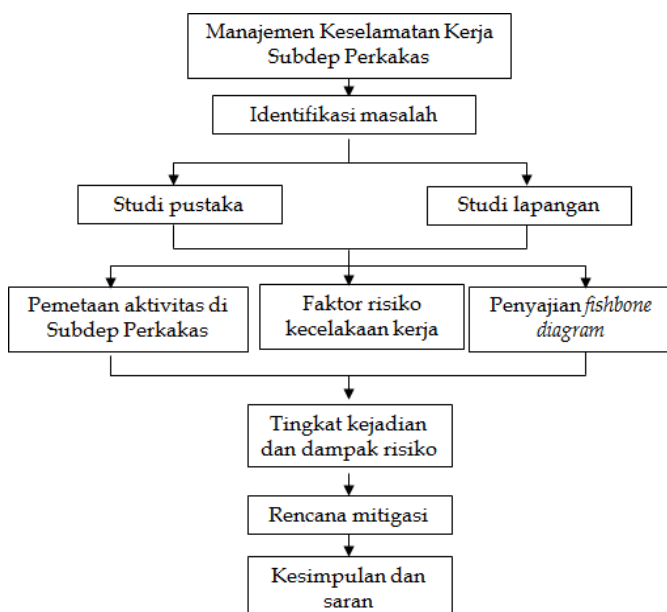 Manajemen Keselamatan Kerja
Subdep Perkakas
Identifikasi masalah
Studi pustaka
Studi lapangan
Pemetaan aktivitas di
Subdep Perkakas
Faktor risiko
kecelakaan kerja
Penyajian fishbone
diagram
Tingkat kejadian
dan dampak risiko
Rencana mitigasi
Kesimpulan dan
saran